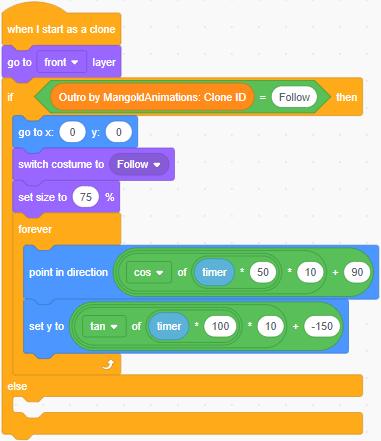 when I start as a clone
go to front layer
if Outro by MangoldAnimations: Clone ID = Follow then
go to x: 0 y: 0
switch costume to Follow
set size to 75 %
forever
point in direction cos of timer * 50 * 10 + 90
set y to tan of timer * 100 * 10 + -150
else